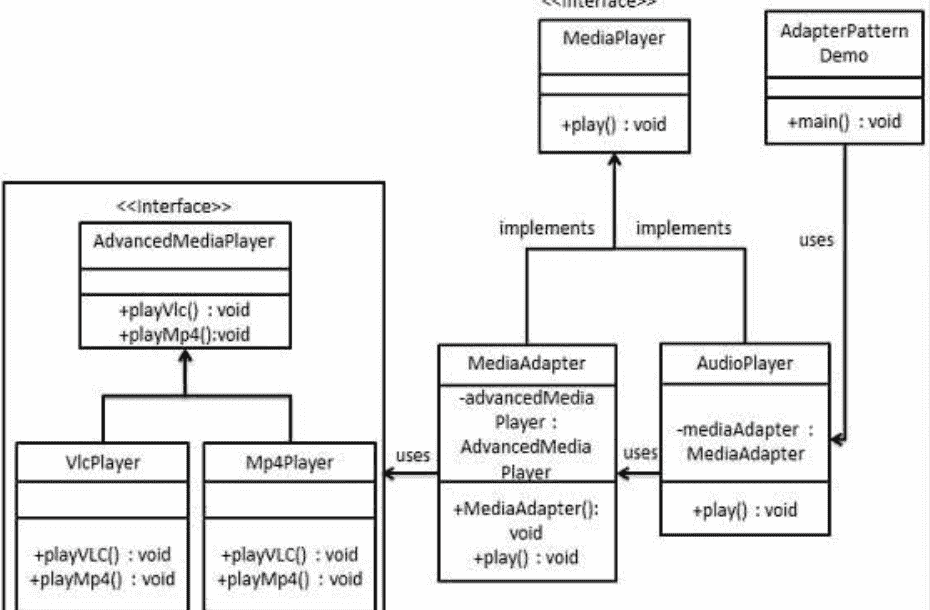 <<Interface>>
MediaPlayer
+play() : void
AdapterPattern
Demo
+main() : void
implements
implements
uses
<<Interface>>
AdvancedMediaPlayer
+playVlc() : void
+playMp4():void
VlcPlayer
+playVLC() : void
+playMp4() : void
Mp4Player
+playVLC() : void
+playMp4() : void
uses
MediaAdapter
-advancedMedia
Player :
AdvancedMedia
Player
+MediaAdapter():
void
+play() : void
uses
AudioPlayer
-mediaAdapter :
MediaAdapter
+play() : void